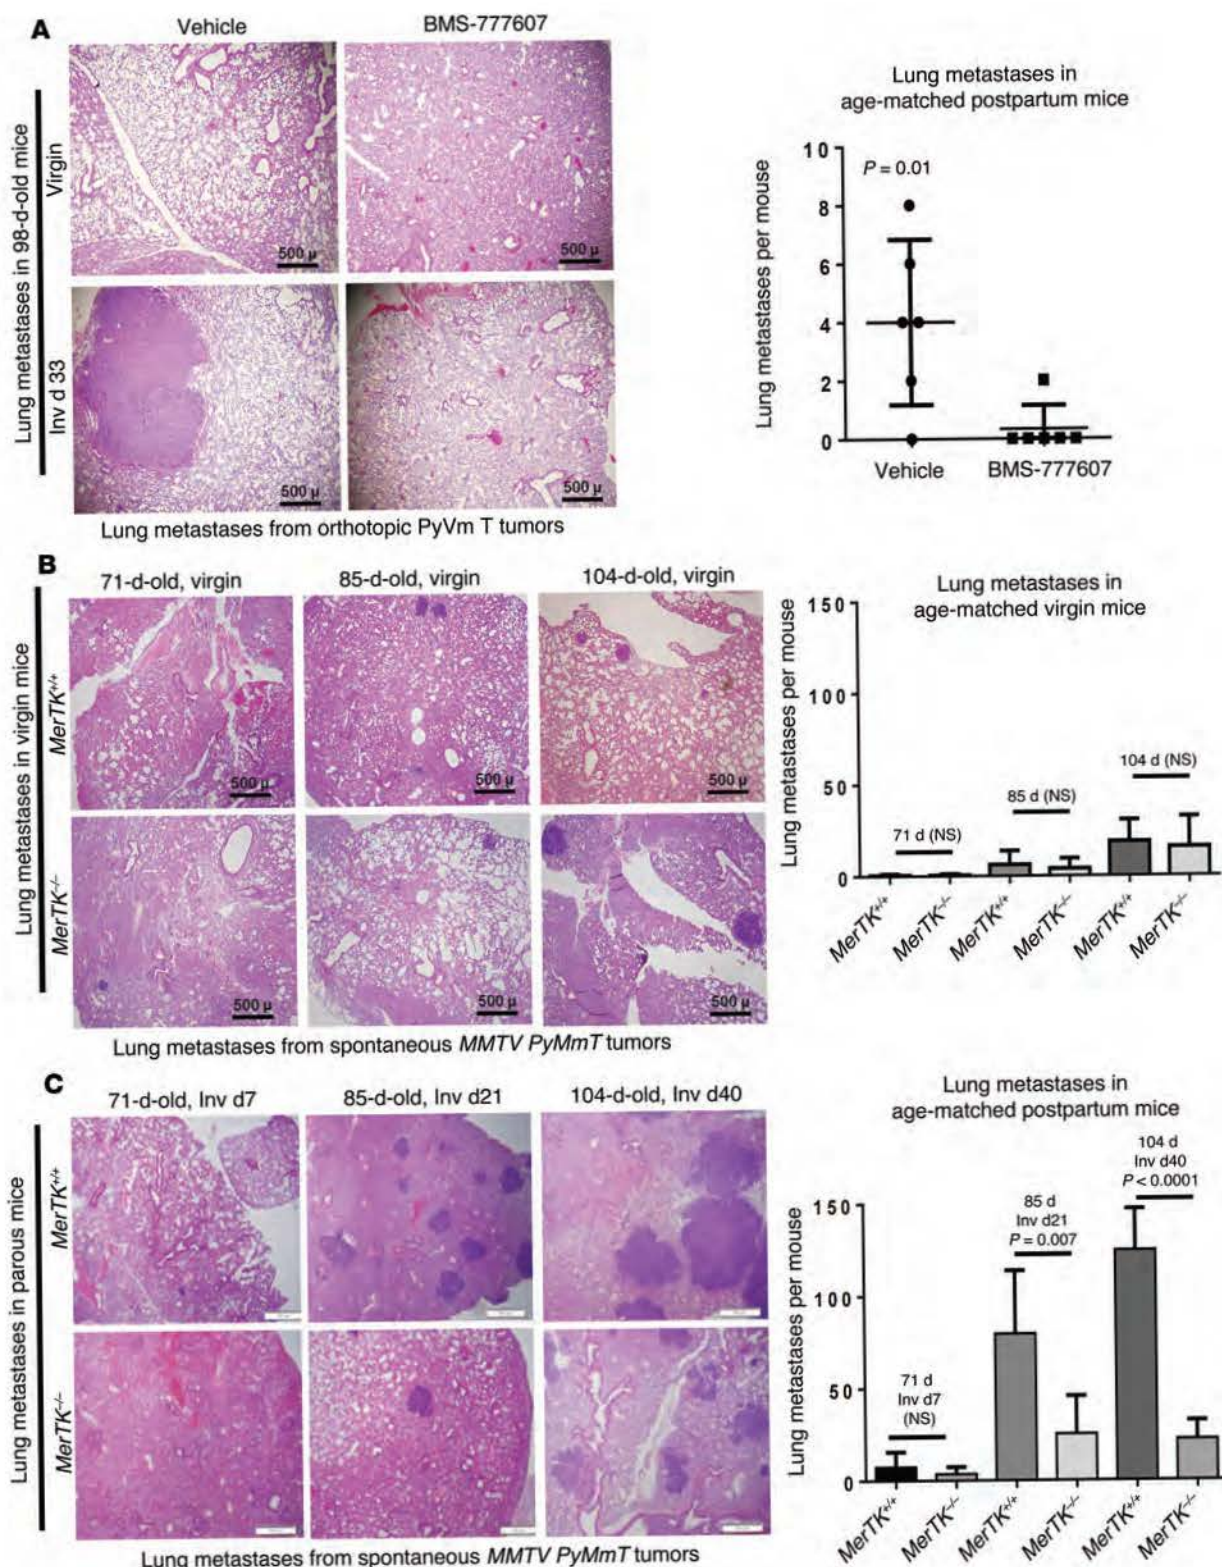 A
Vehicle
BMS-777607
Lung metastases in 98-d-old mice
Virgin
Inv d 33
500 µ
500 µ
500 µ
500 µ
Lung metastases from orthotopic PyVm T tumors
Lung metastases in
age-matched postpartum mice
Lung metastases per mouse
10
8
6
4
2
0
P = 0.01
Vehicle
BMS-777607
B
71-d-old, virgin
85-d-old, virgin
104-d-old, virgin
Lung metastases in virgin mice
MerTK+/+
MerTK−/−
500 µ
500 µ
500 µ
500 µ
500 µ
500 µ
Lung metastases from spontaneous MMTV PyMmT tumors
Lung metastases in
age-matched virgin mice
Lung metastases per mouse
150
100
50
0
71 d (NS)
85 d (NS)
104 d (NS)
MerTK+/+
MerTK−/−
MerTK+/+
MerTK−/−
MerTK+/+
MerTK−/−
C
71-d-old, Inv d7
85-d-old, Inv d21
104-d-old, Inv d40
Lung metastases in parous mice
MerTK+/+
MerTK−/−
Lung metastases from spontaneous MMTV PyMmT tumors
Lung metastases in
age-matched postpartum mice
Lung metastases per mouse
150
100
50
0
71 d
Inv d7
(NS)
85 d
Inv d21
P = 0.007
104 d
Inv d40
P < 0.0001
MerTK+/+
MerTK−/−
MerTK+/+
MerTK−/−
MerTK+/+
MerTK−/−